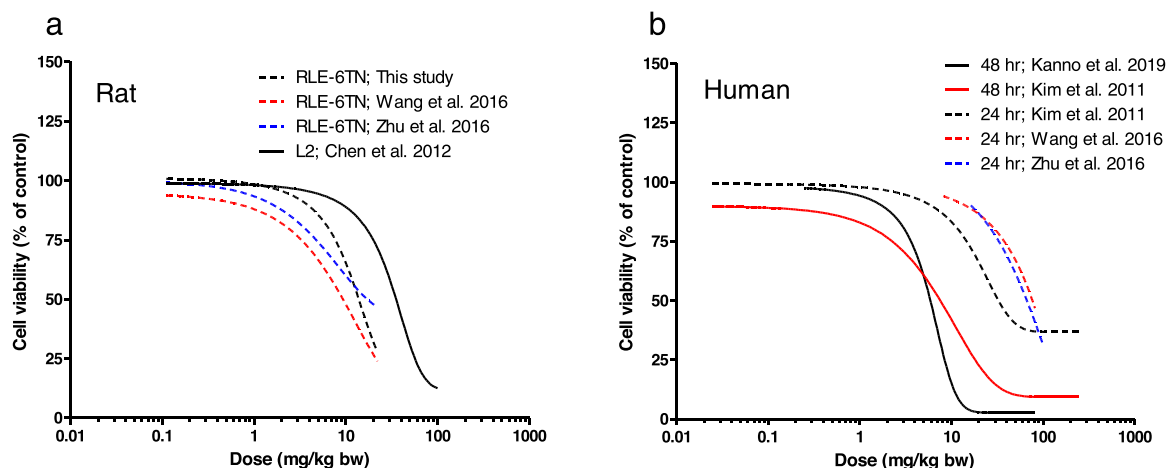 a
150
125
100
75
50
25
0
0.01
0.1
1
10
100
1000
Cell viability (% of control)
Dose (mg/kg bw)
Rat
RLE-6TN; This study
RLE-6TN; Wang et al. 2016
RLE-6TN; Zhu et al. 2016
L2; Chen et al. 2012
b
150
125
100
75
50
25
0
0.01
0.1
1
10
100
1000
Cell viability (% of control)
Dose (mg/kg bw)
Human
48 hr; Kanno et al. 2019
48 hr; Kim et al. 2011
24 hr; Kim et al. 2011
24 hr; Wang et al. 2016
24 hr; Zhu et al. 2016